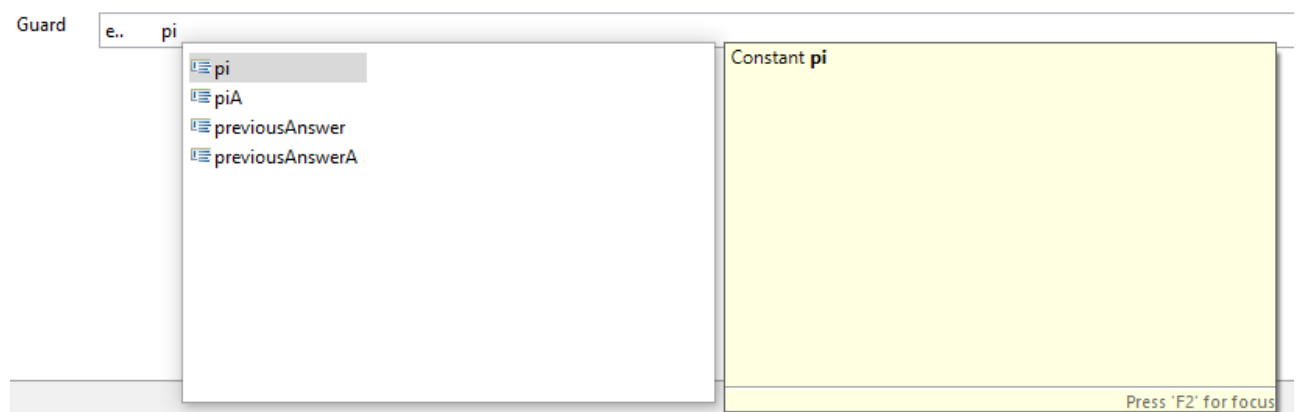 Guard
e.. pi
pi
piA
previousAnswer
previousAnswerA
Constant pi
Press 'F2' for focus